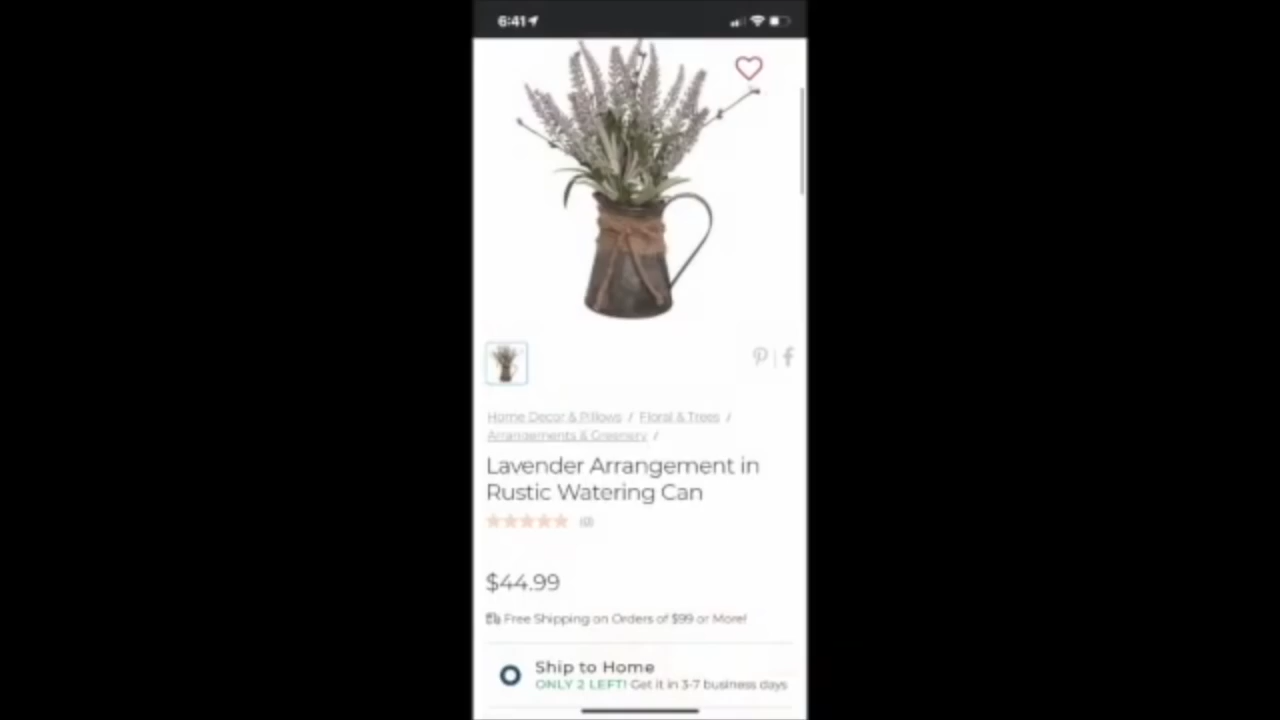 6:41
Home Decor & Pillows / Floral & Trees /
Arrangements & Greenery /
Lavender Arrangement in
Rustic Watering Can
(0)
$44.99
Free Shipping on Orders of $99 or More!
Ship to Home
ONLY 2 LEFT! Get it in 3-7 business days